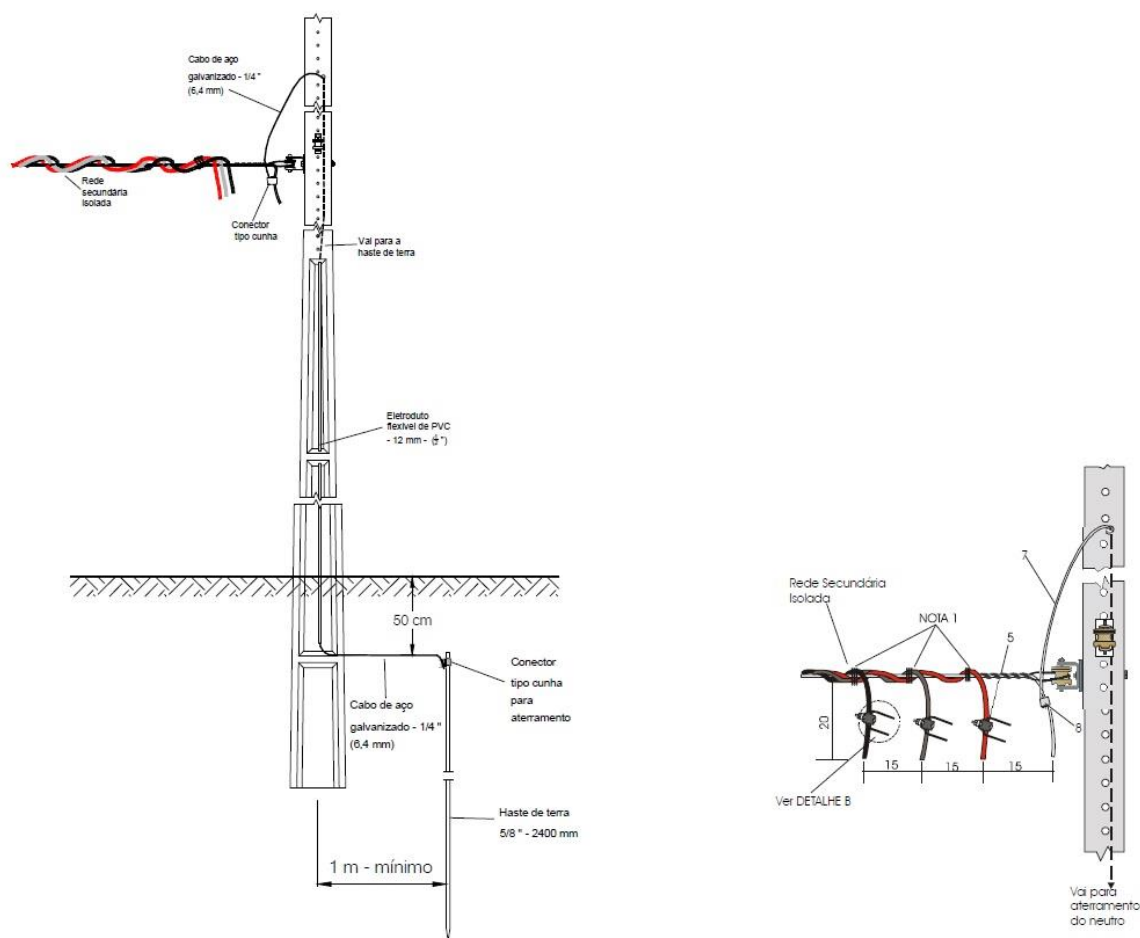 Cabo de aço
galvanizado - 1/4"
(6,4 mm)
Rede
secundária
Isolada
Conector
tipo cunha
Vai para a
haste de terra
Eletroduto
flexível de PVC
- 12 mm - (½")
50 cm
Conector
tipo cunha
para
aterramento
Cabo de aço
galvanizado - 1/4"
(6,4 mm)
Haste de terra
5/8" - 2400 mm
1 m - mínimo
7
Rede Secundária
Isolada
NOTA 1
5
20
8
15
15
15
Ver DETALHE B
Vai para
aterramento
do neutro